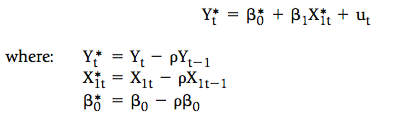 Y*t = β*0 + β1X*1t + ut
where: Y*t = Yt − ρYt−1
X*1t = X1t − ρX1t−1
β*0 = β0 − ρβ0